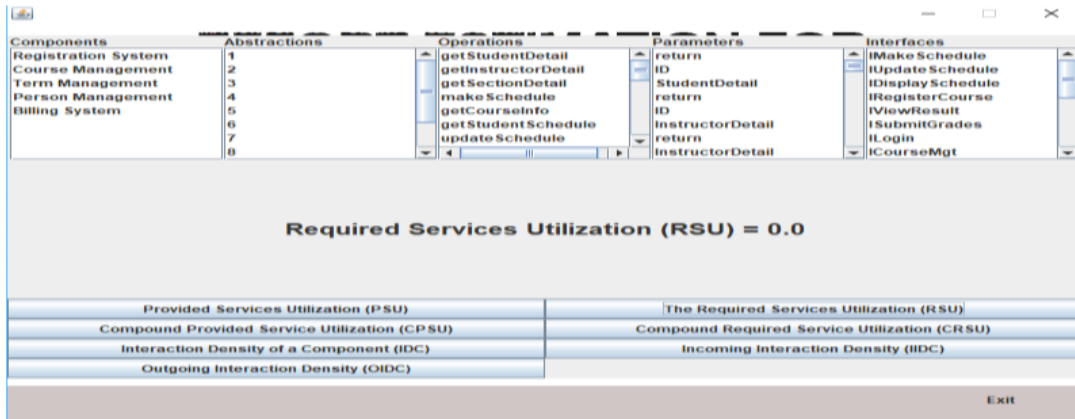 Components Abstractions Operations Parameters Interfaces
Registration System 1 getStudentDetail return IMakeSchedule
Course Management 2 getInstructorDetail ID IUpdateSchedule
Term Management 3 getSectionDetail StudentDetail IDisplaySchedule
Person Management 4 makeSchedule return IRegisterCourse
Billing System 5 getCourseInfo ID IViewResult
6 getStudentSchedule InstructorDetail ISubmitGrades
7 updateSchedule return ILogin
8 InstructorDetail ICourseMgt
Required Services Utilization (RSU) = 0.0
Provided Services Utilization (PSU) The Required Services Utilization (RSU)
Compound Provided Service Utilization (CPSU) Compound Required Service Utilization (CRSU)
Interaction Density of a Component (IDC) Incoming Interaction Density (IIDC)
Outgoing Interaction Density (OIDC)
Exit